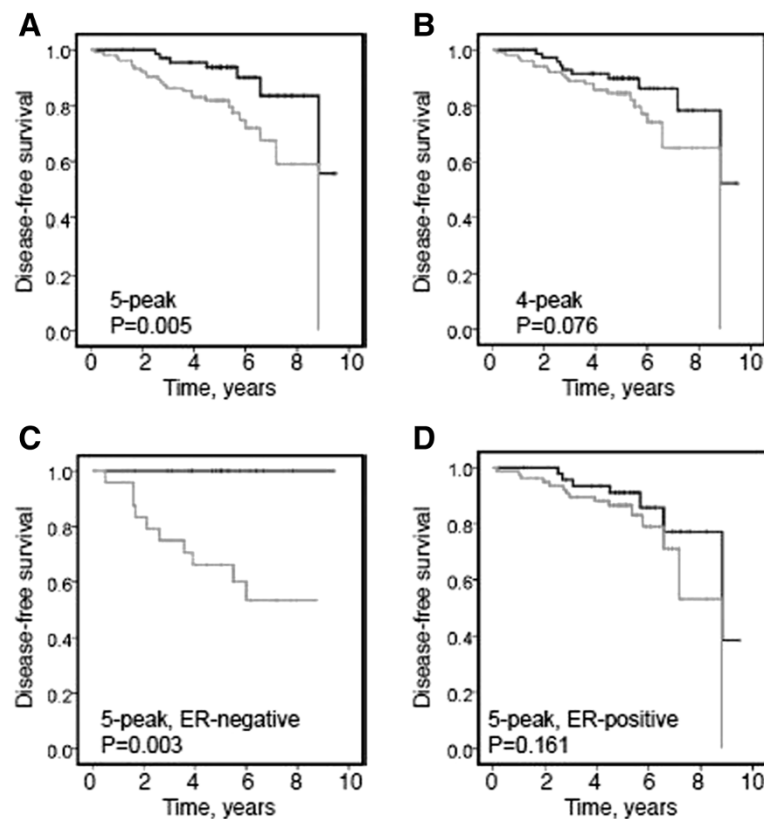 A
Disease-free survival
1.0
0.8
0.6
0.4
0.2
0.0
5-peak
P=0.005
0 2 4 6 8 10
Time, years
B
Disease-free survival
1.0
0.8
0.6
0.4
0.2
0.0
4-peak
P=0.076
0 2 4 6 8 10
Time, years
C
Disease-free survival
1.0
0.8
0.6
0.4
0.2
0.0
5-peak, ER-negative
P=0.003
0 2 4 6 8 10
Time, years
D
Disease-free survival
1.0
0.8
0.6
0.4
0.2
0.0
5-peak, ER-positive
P=0.161
0 2 4 6 8 10
Time, years